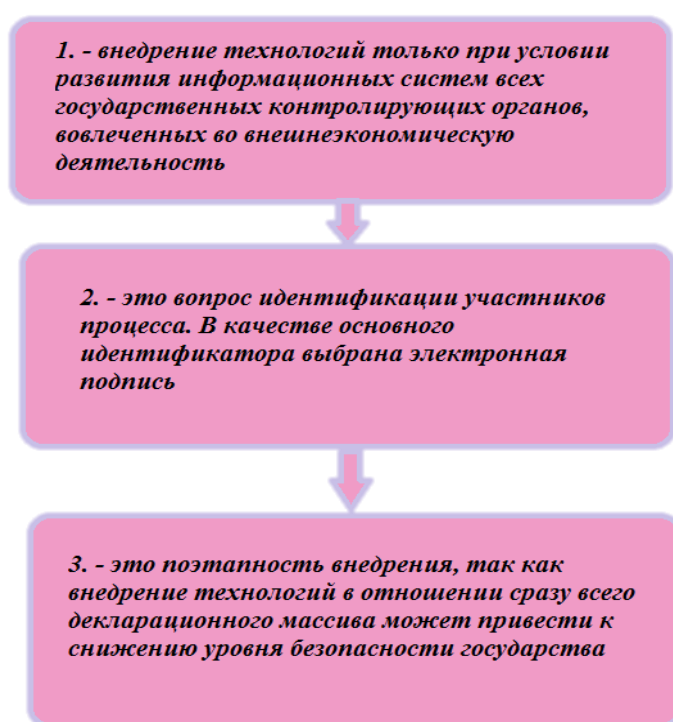 1. - внедрение технологий только при условии
развития информационных систем всех
государственных контролирующих органов,
вовлеченных во внешнеэкономическую
деятельность
2. - это вопрос идентификации участников
процесса. В качестве основного
идентификатора выбрана электронная
подпись
3. - это поэтапность внедрения, так как
внедрение технологий в отношении сразу всего
декларационного массива может привести к
снижению уровня безопасности государства